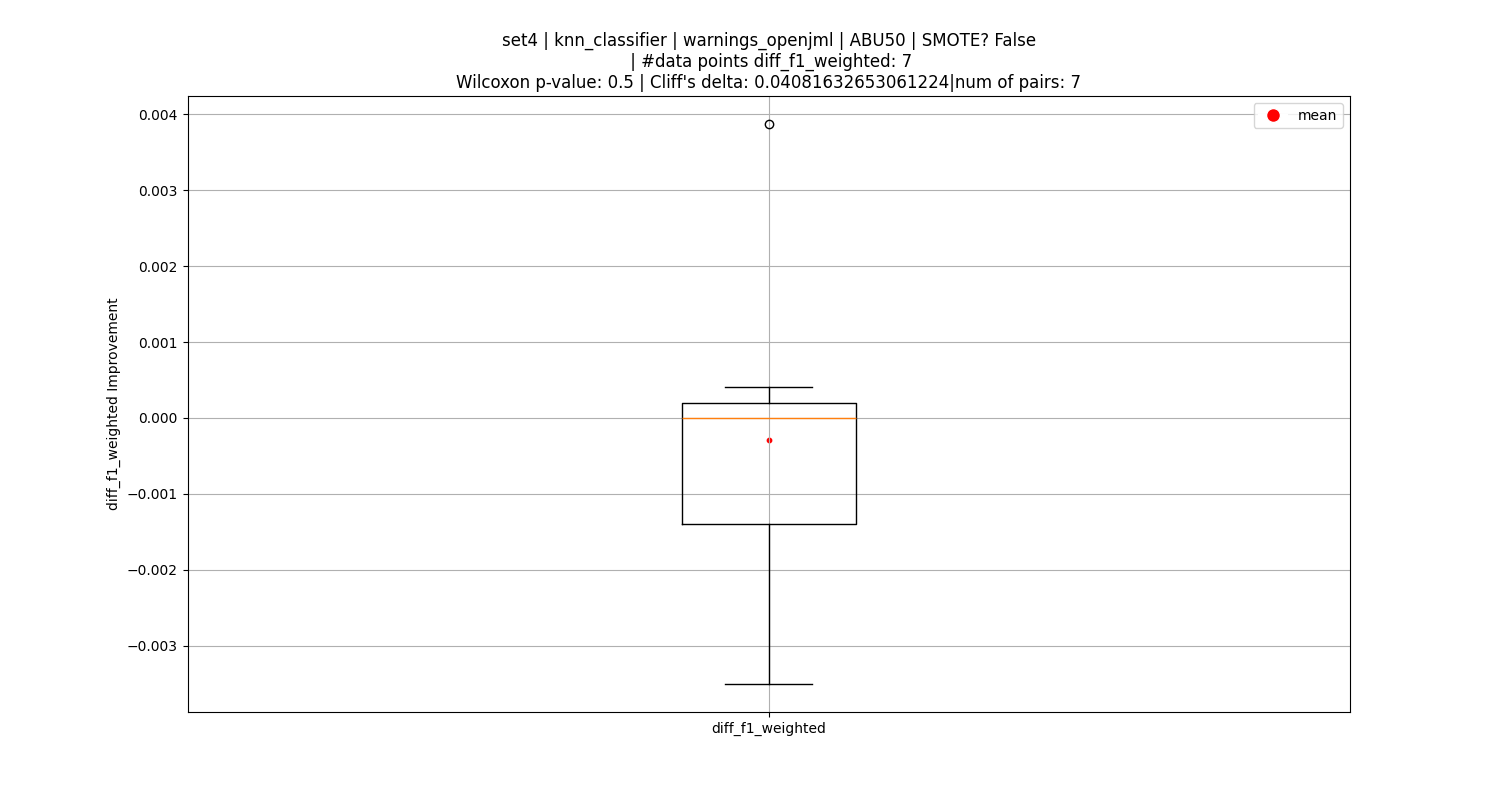 set4 | knn_classifier | warnings_openjml | ABU50 | SMOTE? False
| #data points diff_f1_weighted: 7
Wilcoxon p-value: 0.5 | Cliff's delta: 0.04081632653061224|num of pairs: 7
mean
0.004
0.003
0.002
0.001
0.000
−0.001
−0.002
−0.003
diff_f1_weighted Improvement
diff_f1_weighted